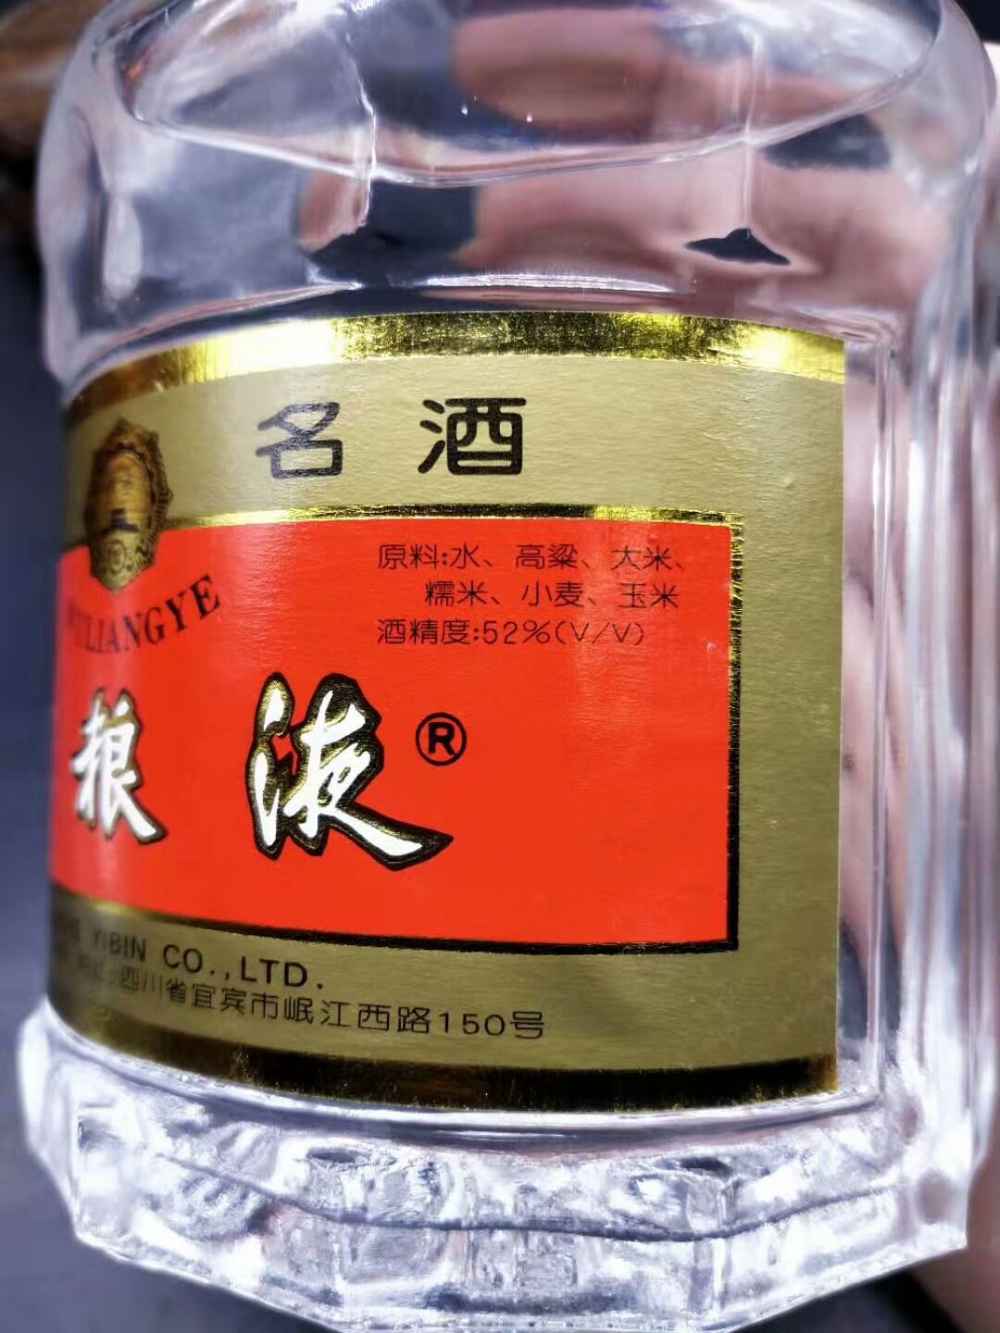 名酒
原料:水、高粱、大米、
糯米、小麦、玉米
酒精度:52%(V/V)
WULIANGYE
粮液®
YIBIN CO.,LTD.
四川省宜宾市岷江西路150号